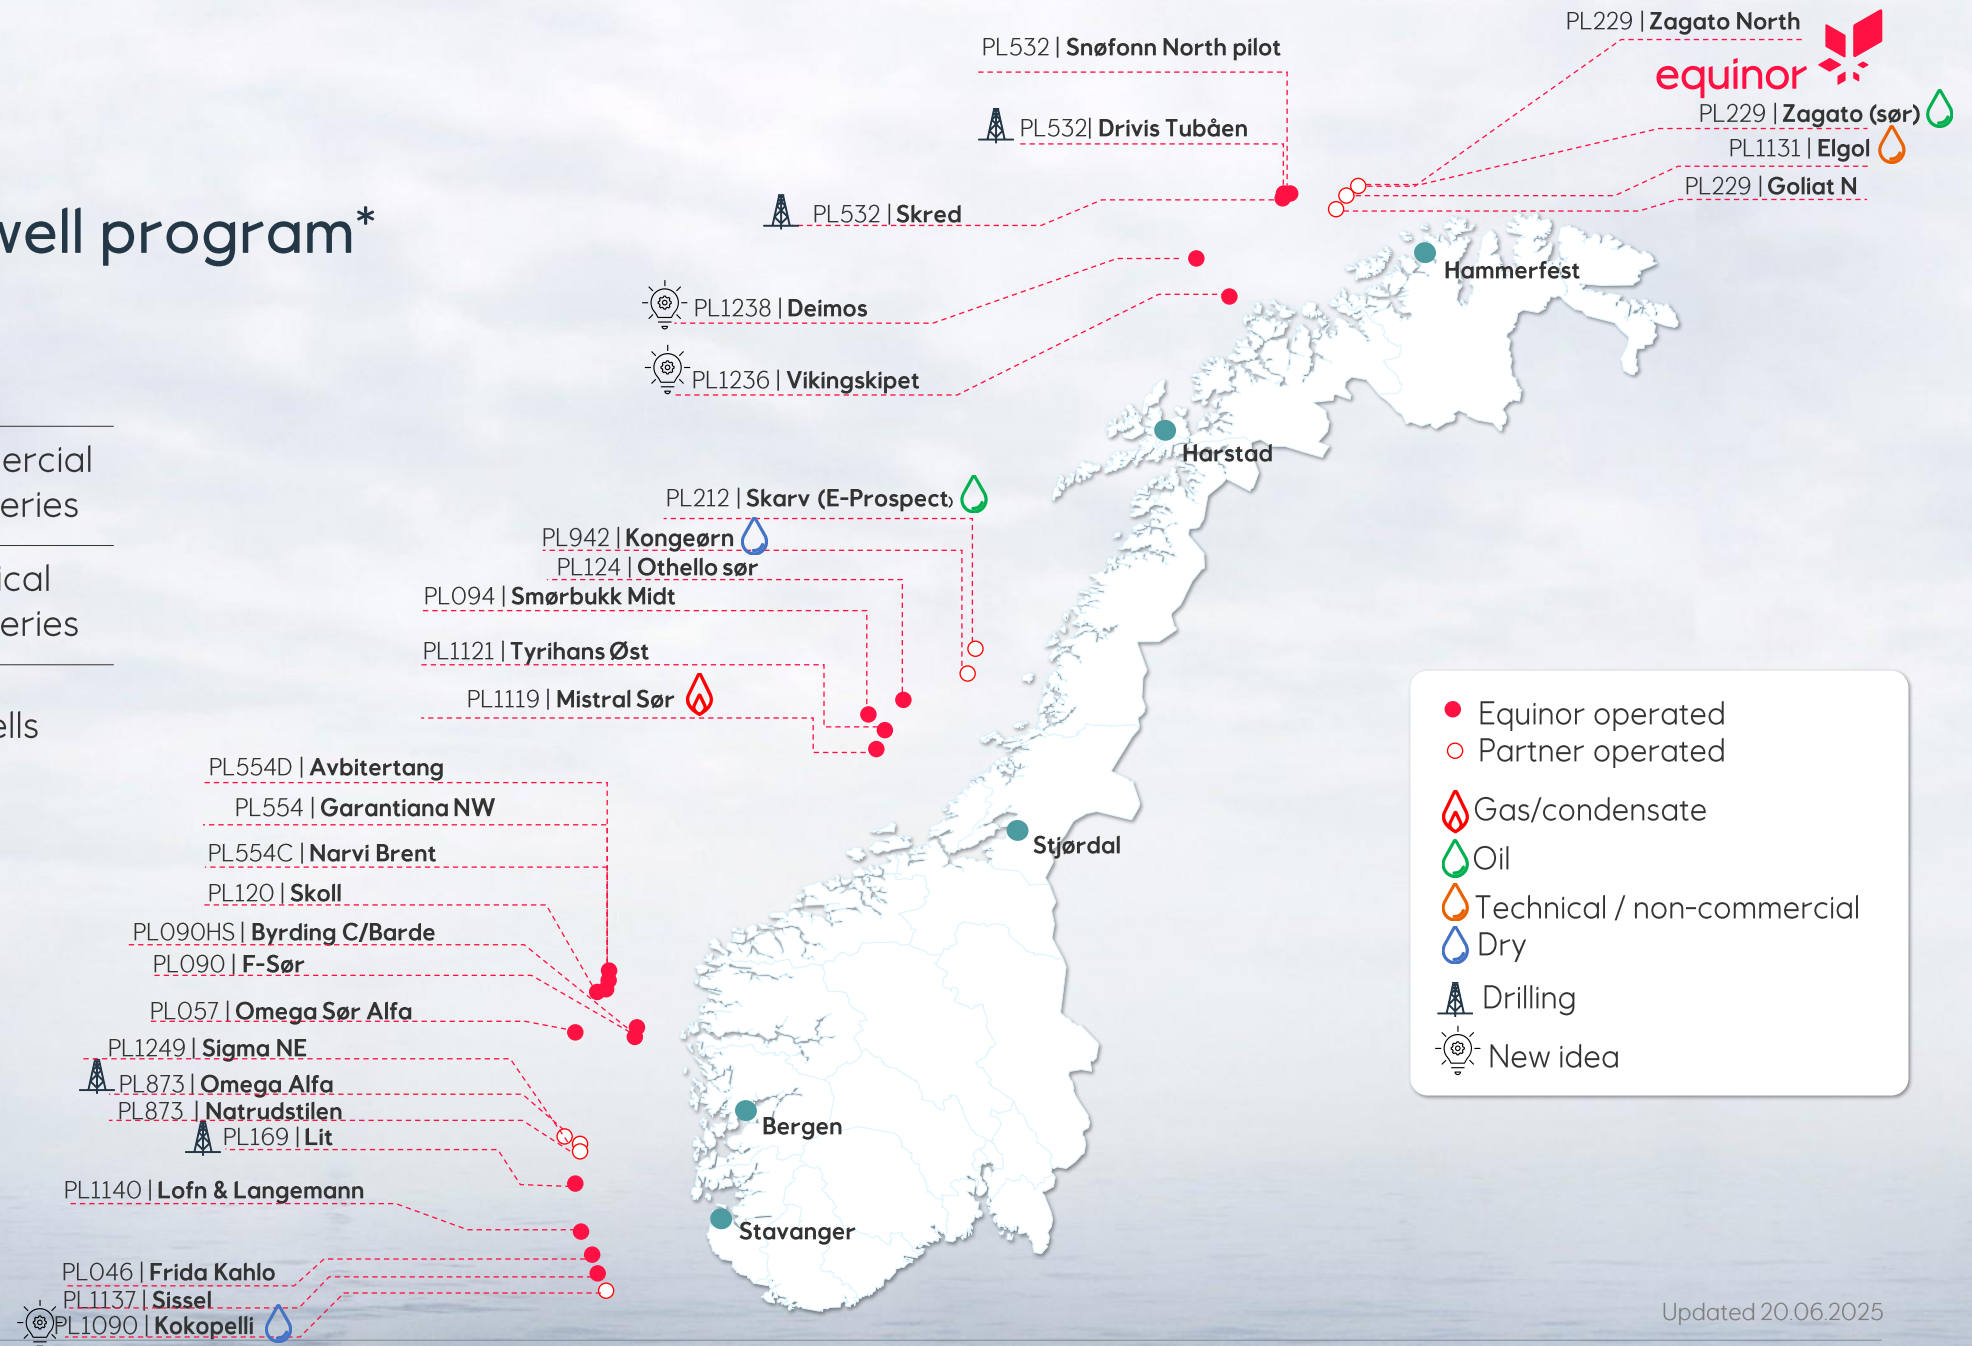 PL229 | Zagato North
equinor
PL532 | Snøfonn North pilot
PL229 | Zagato (sør)
PL532| Drivis Tubåen
PL1131 | Elgol
PL229 | Goliat N
PL532 | Skred
well program*
Hammerfest
PL1238 | Deimos
PL1236 | Vikingskipet
Harstad
ercial
eries
ical
eries
ells
PL212 | Skarv (E-Prospect)
PL942 | Kongeørn
PL124 | Othello sør
PL094 | Smørbukk Midt
PL1121 | Tyrihans Øst
PL1119 | Mistral Sør
PL554D | Avbitertang
PL554 | Garantiana NW
PL554C | Narvi Brent
PL120 | Skoll
PL090HS | Byrding C/Barde
PL090 | F-Sør
PL057 | Omega Sør Alfa
PL1249 | Sigma NE
PL873 | Omega Alfa
PL873 | Natrudstilen
PL169 | Lit
PL1140 | Lofn & Langemann
PL046 | Frida Kahlo
PL1137 | Sissel
PL1090 | Kokopelli
Stjørdal
Bergen
Stavanger
Equinor operated
Partner operated
Gas/condensate
Oil
Technical / non-commercial
Dry
Drilling
New idea
Updated 20.06.2025